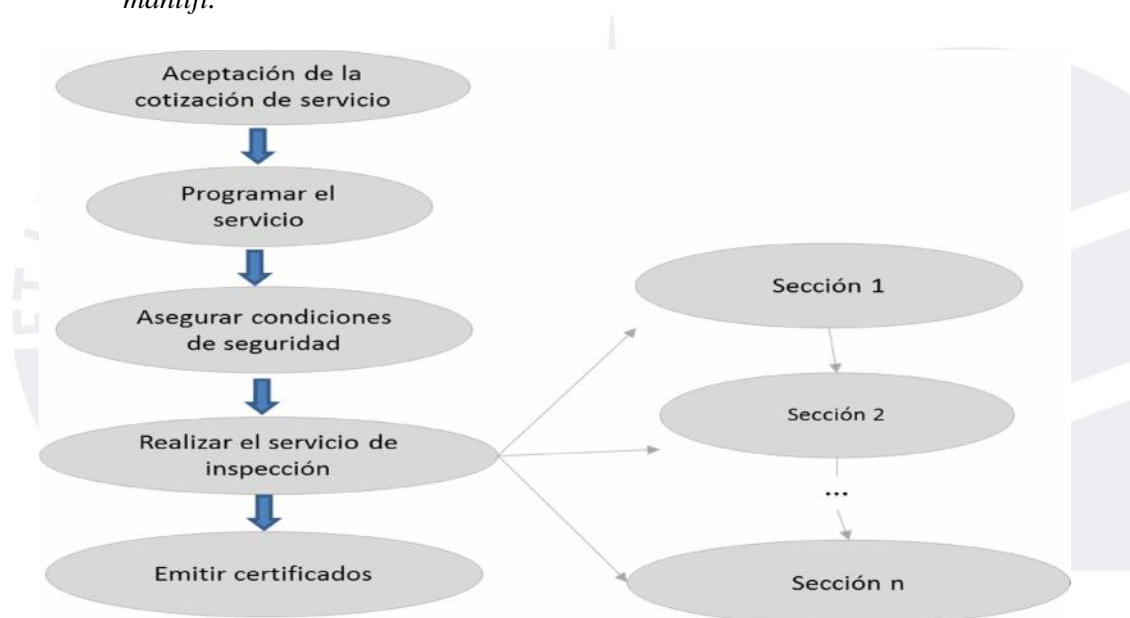 manlift.
Aceptación de la
cotización de servicio
Programar el
servicio
Asegurar condiciones
de seguridad
Realizar el servicio de
inspección
Emitir certificados
Sección 1
Sección 2
...
Sección n